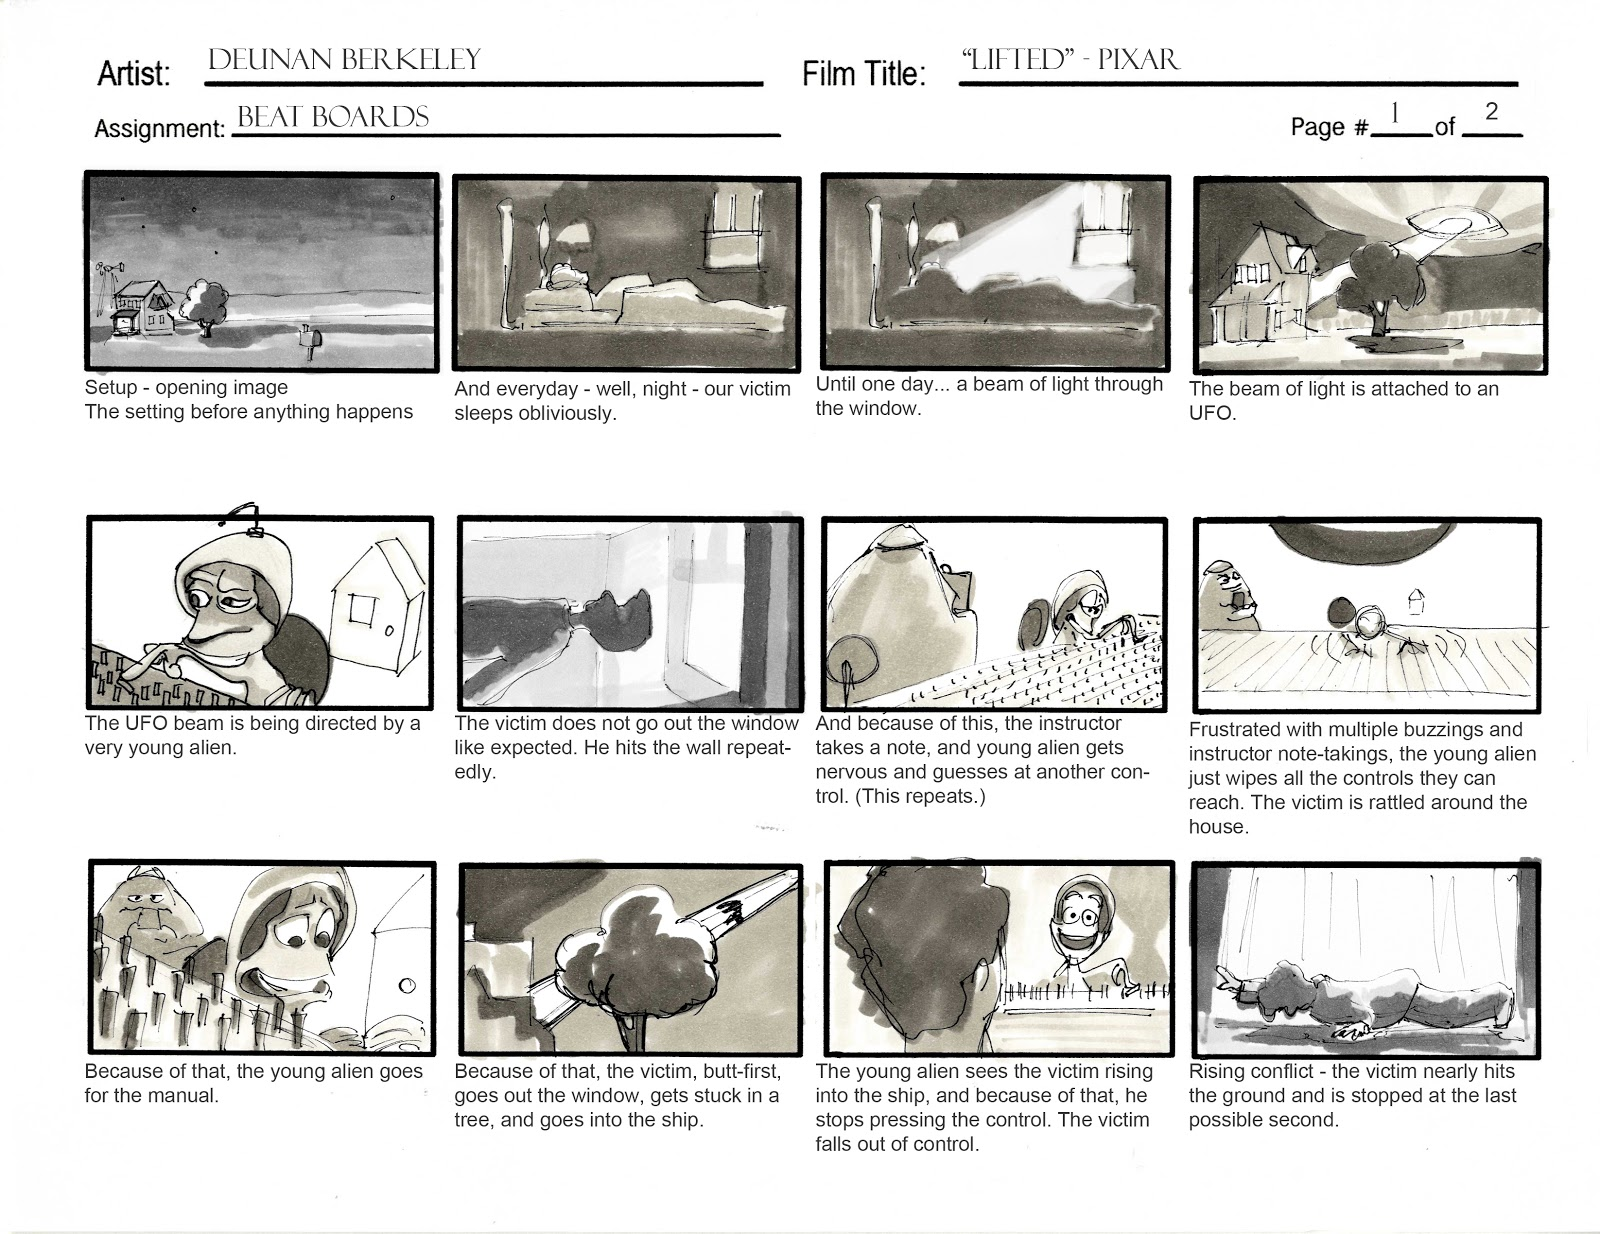 Artist: DEUNAN BERKELEY
Film Title: "LIFTED" - PIXAR
Assignment: BEAT BOARDS
Page # 1 of 2
Setup - opening image
The setting before anything happens
And everyday - well, night - our victim
sleeps obliviously.
Until one day... a beam of light through
the window.
The beam of light is attached to an
UFO.
The UFO beam is being directed by a
very young alien.
The victim does not go out the window
like expected. He hits the wall repeat-
edly.
And because of this, the instructor
takes a note, and young alien gets
nervous and guesses at another con-
trol. (This repeats.)
Frustrated with multiple buzzings and
instructor note-takings, the young alien
just wipes all the controls they can
reach. The victim is rattled around the
house.
Because of that, the young alien goes
for the manual.
Because of that, the victim, butt-first,
goes out the window, gets stuck in a
tree, and goes into the ship.
The young alien sees the victim rising
into the ship, and because of that, he
stops pressing the control. The victim
falls out of control.
Rising conflict - the victim nearly hits
the ground and is stopped at the last
possible second.